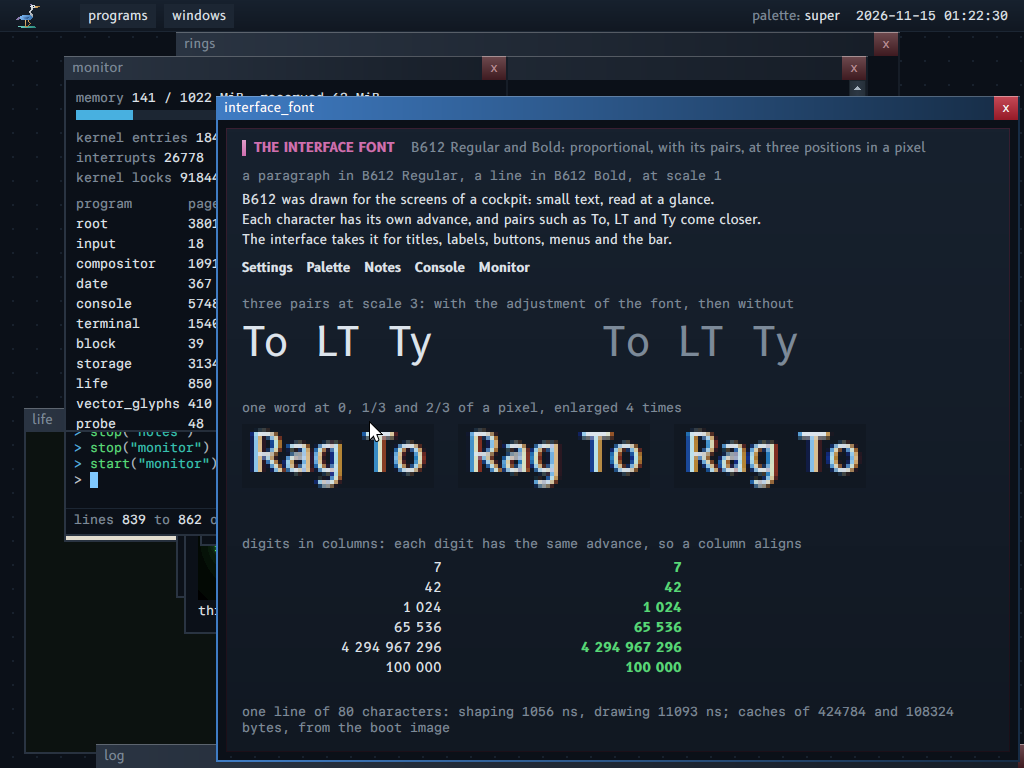 programs windows palette: super 2026-11-15 01:22:30
rings x
monitor x x
memory 141 / 1022 MiB, reserved 62 MiB
interface_font x
kernel entries 184
interrupts 26778
kernel locks 91844
program page
root 3801
input 18
compositor 1091
date 367
console 5748
terminal 1540
block 39
storage 3134
life 850
vector_glyphs 410
probe 48
life
> stop("notes")
> stop("monitor")
> start("monitor")
>
lines 839 to 862 o
thi
log
THE INTERFACE FONT B612 Regular and Bold: proportional, with its pairs, at three positions in a pixel
a paragraph in B612 Regular, a line in B612 Bold, at scale 1
B612 was drawn for the screens of a cockpit: small text, read at a glance.
Each character has its own advance, and pairs such as To, LT and Ty come closer.
The interface takes it for titles, labels, buttons, menus and the bar.
Settings Palette Notes Console Monitor
three pairs at scale 3: with the adjustment of the font, then without
To LT Ty To LT Ty
one word at 0, 1/3 and 2/3 of a pixel, enlarged 4 times
Rag To Rag To Rag To
digits in columns: each digit has the same advance, so a column aligns
7 7
42 42
1 024 1 024
65 536 65 536
4 294 967 296 4 294 967 296
100 000 100 000
one line of 80 characters: shaping 1056 ns, drawing 11093 ns; caches of 424784 and 108324
bytes, from the boot image